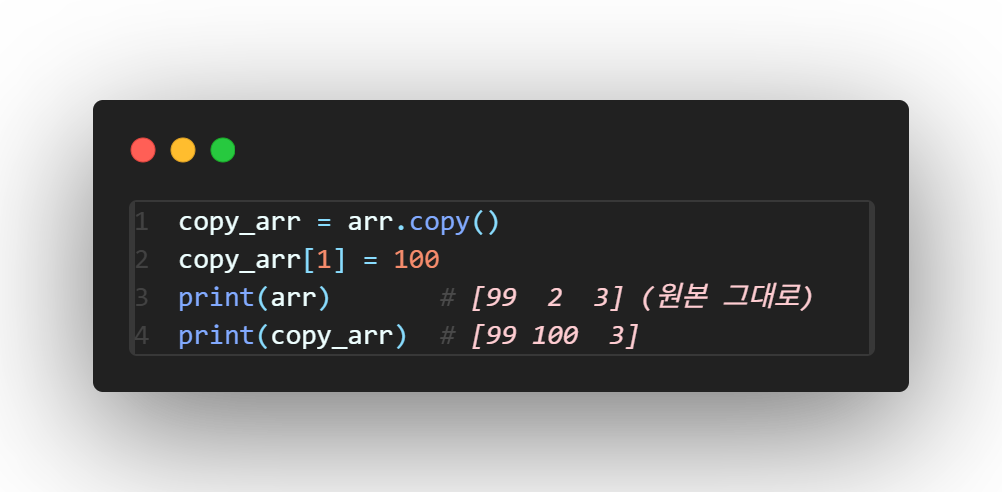 1 copy_arr = arr.copy()
2 copy_arr[1] = 100
3 print(arr)       # [99  2  3] (원본 그대로)
4 print(copy_arr)  # [99 100  3]